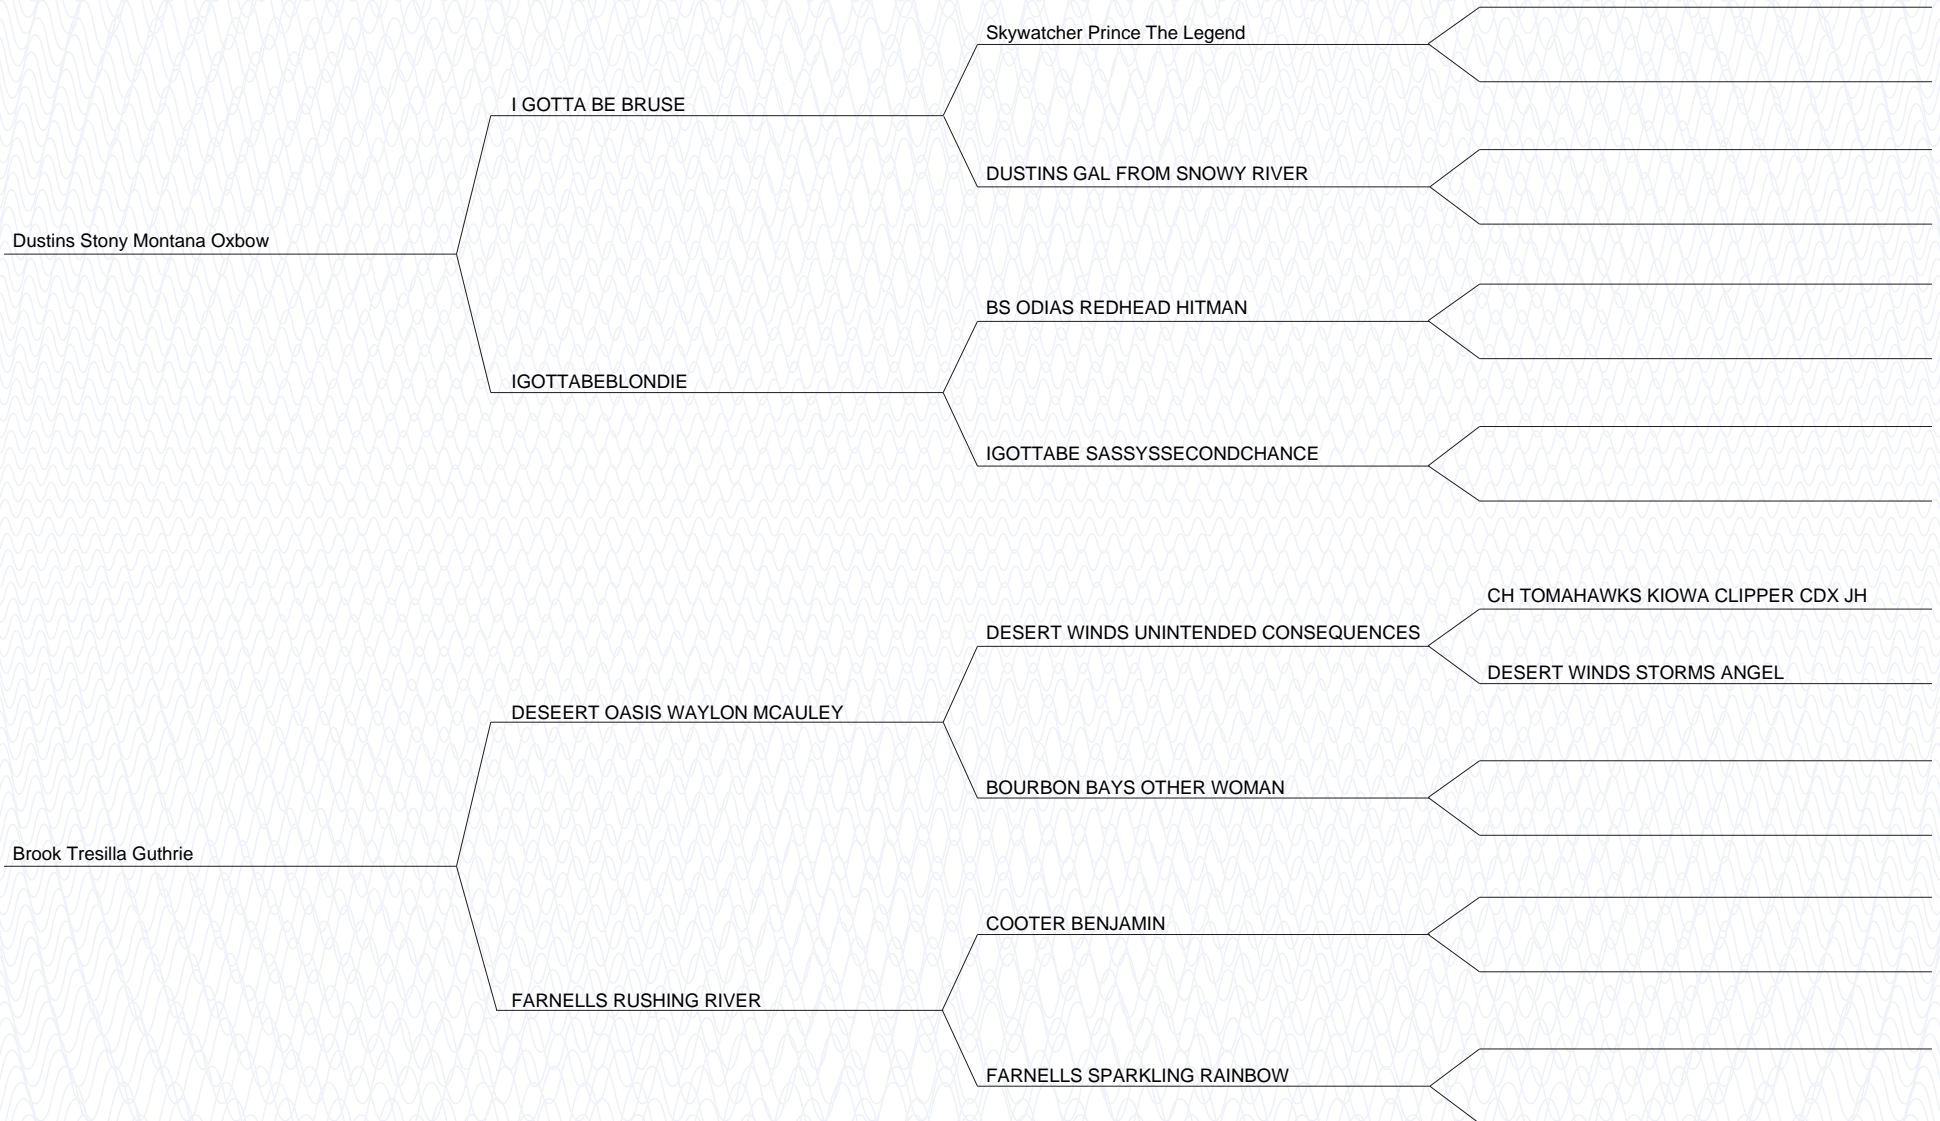 Skywatcher Prince The Legend
I GOTTA BE BRUSE
DUSTINS GAL FROM SNOWY RIVER
Dustins Stony Montana Oxbow
BS ODIAS REDHEAD HITMAN
IGOTTABEBLONDIE
IGOTTABE SASSYSSECONDCHANCE
CH TOMAHAWKS KIOWA CLIPPER CDX JH
DESERT WINDS UNINTENDED CONSEQUENCES
DESERT WINDS STORMS ANGEL
DESEERT OASIS WAYLON MCAULEY
BOURBON BAYS OTHER WOMAN
Brook Tresilla Guthrie
COOTER BENJAMIN
FARNELLS RUSHING RIVER
FARNELLS SPARKLING RAINBOW